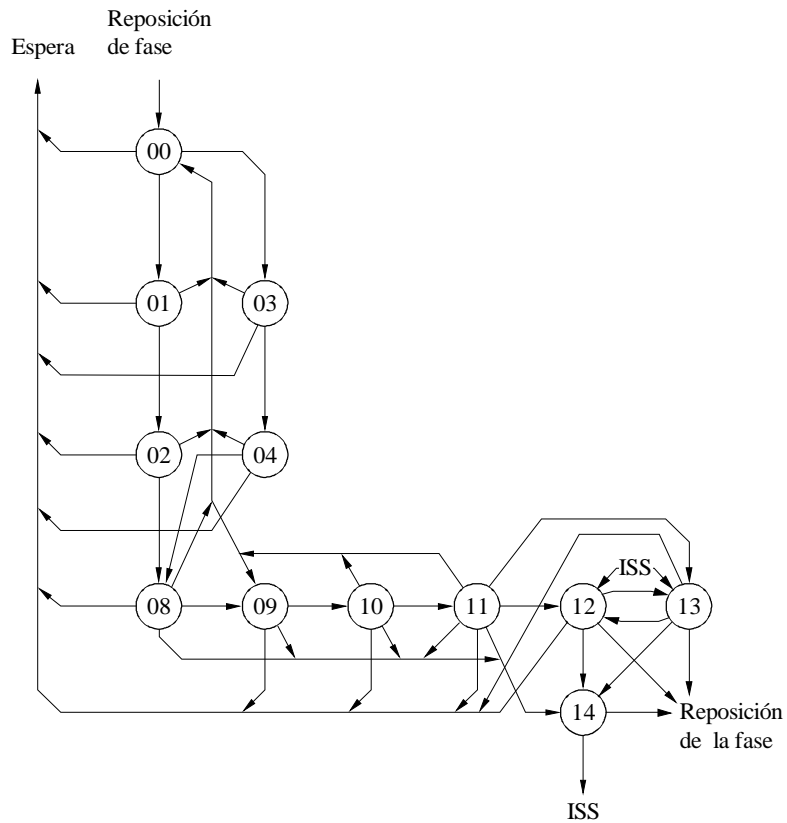 Reposición
de fase
Espera
00
01
03
02
04
ISS
08
09
10
11
12
13
14
Reposición
de la fase
ISS